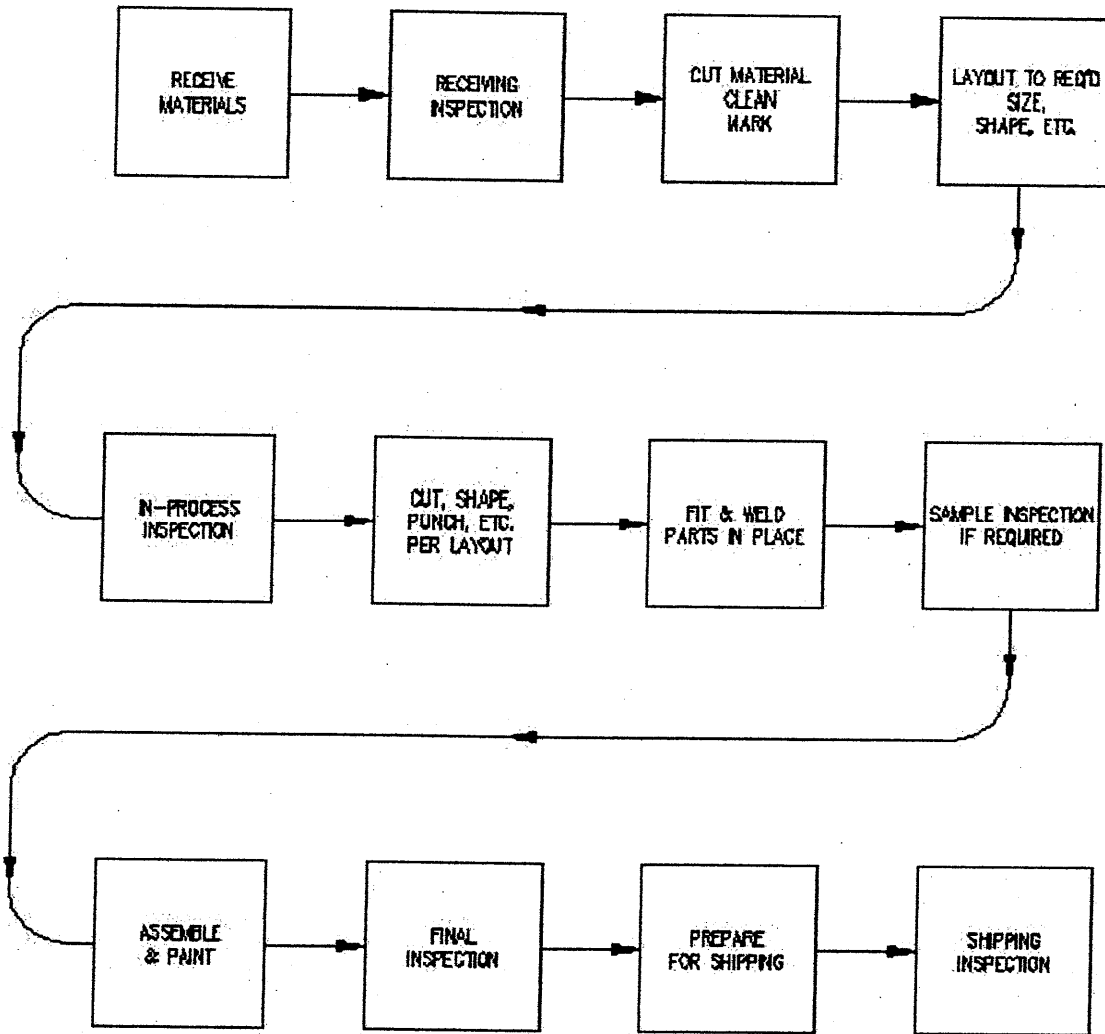 RECEIVE
MATERIALS
RECEIVING
INSPECTION
CUT MATERIAL
CLEAN
MARK
LAYOUT TO REQ'D
SIZE,
SHAPE, ETC.
IN-PROCESS
INSPECTION
CUT, SHAPE,
PUNCH, ETC.
PER LAYOUT
FIT & WELD
PARTS IN PLACE
SAMPLE INSPECTION
IF REQUIRED
ASSEMBLE
& PAINT
FINAL
INSPECTION
PREPARE
FOR SHIPPING
SHIPPING
INSPECTION